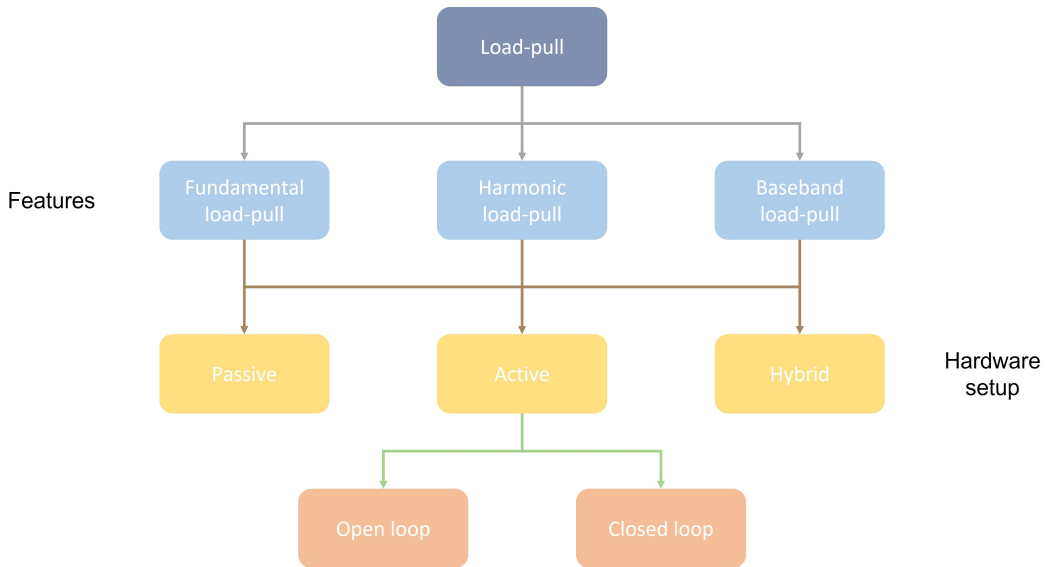 Load-pull
Features
Fundamental
load-pull
Harmonic
load-pull
Baseband
load-pull
Passive
Active
Hybrid
Hardware
setup
Open loop
Closed loop